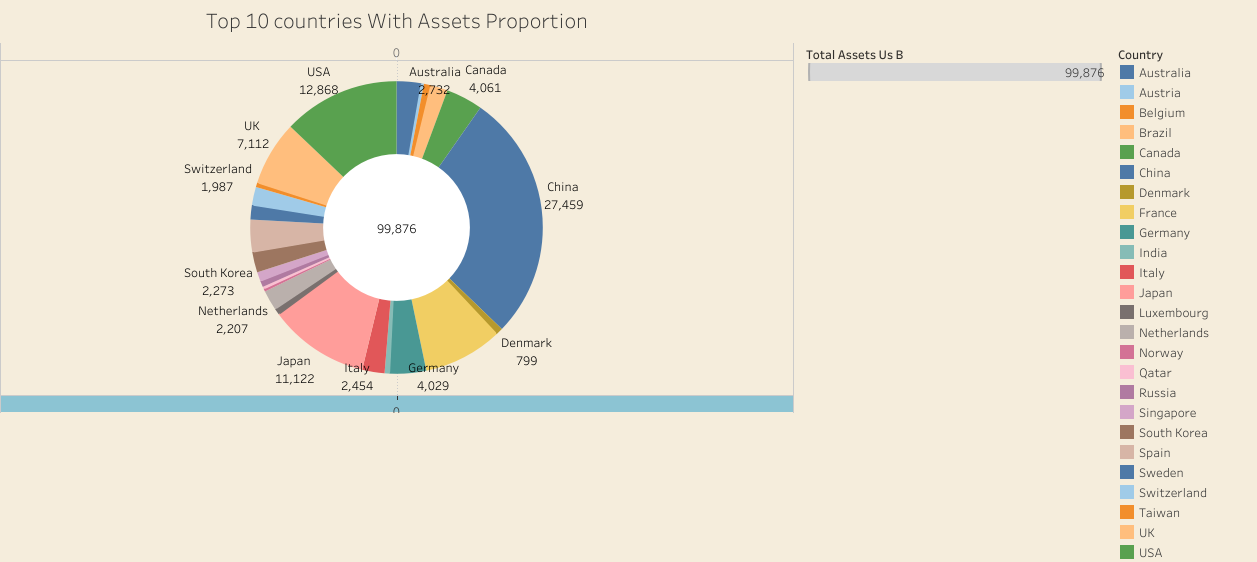 Top 10 countries With Assets Proportion
0
USA
12,868
Australia
2,732
Canada
4,061
UK
7,112
Switzerland
1,987
China
27,459
99,876
South Korea
2,273
Netherlands
2,207
Denmark
799
Japan
11,122
Italy
2,454
Germany
4,029
0
Total Assets Us B
99,876
Country
Australia
Austria
Belgium
Brazil
Canada
China
Denmark
France
Germany
India
Italy
Japan
Luxembourg
Netherlands
Norway
Qatar
Russia
Singapore
South Korea
Spain
Sweden
Switzerland
Taiwan
UK
USA